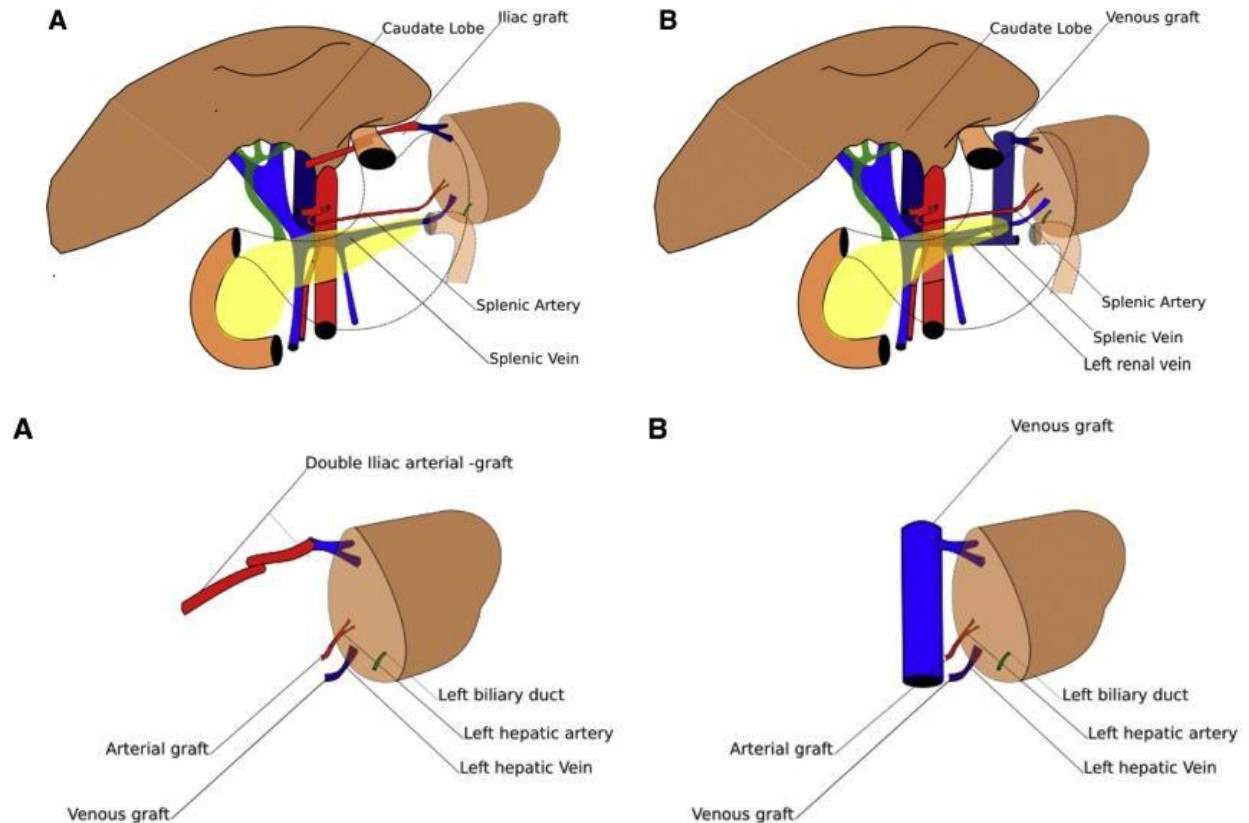 A
Iliac graft
Caudate Lobe
Splenic Artery
Splenic Vein
B
Venous graft
Caudate Lobe
Splenic Artery
Splenic Vein
Left renal vein
A
Double Iliac arterial -graft
Left biliary duct
Left hepatic artery
Arterial graft
Left hepatic Vein
Venous graft
B
Venous graft
Left biliary duct
Left hepatic artery
Arterial graft
Left hepatic Vein
Venous graft